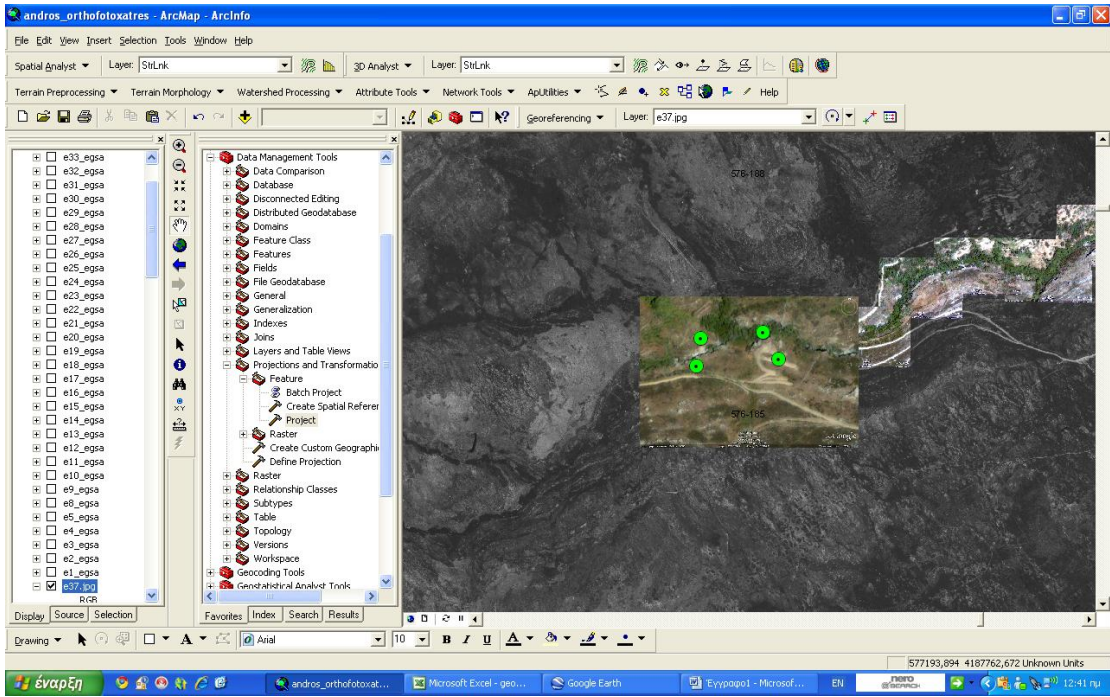 andros_orthofotoxatres - ArcMap - ArcInfo
File Edit View Insert Selection Tools Window Help
Spatial Analyst Layer: StrLnk 3D Analyst Layer: StrLnk
Terrain Preprocessing Terrain Morphology Watershed Processing Attribute Tools Network Tools ApUtilities Help
Georeferencing Layer: e37.jpg
e33_egsa
e32_egsa
e31_egsa
e30_egsa
e29_egsa
e28_egsa
e27_egsa
e26_egsa
e25_egsa
e24_egsa
e23_egsa
e22_egsa
e21_egsa
e20_egsa
e19_egsa
e18_egsa
e17_egsa
e16_egsa
e15_egsa
e14_egsa
e13_egsa
e12_egsa
e11_egsa
e10_egsa
e9_egsa
e8_egsa
e5_egsa
e4_egsa
e3_egsa
e2_egsa
e1_egsa
e37.jpg
RGB
Display Source Selection
XY
Data Management Tools
Data Comparison
Database
Disconnected Editing
Distributed Geodatabase
Domains
Feature Class
Features
Fields
File Geodatabase
General
Generalization
Indexes
Joins
Layers and Table Views
Projections and Transformatio
Feature
Batch Project
Create Spatial Referer
Project
Raster
Create Custom Geographi
Define Projection
Raster
Relationship Classes
Subtypes
Table
Topology
Versions
Workspace
Geocoding Tools
Geostatistical Analyst Tools
Favorites Index Search Results
576-188
576-185
Drawing A Arial 10 B I U A
577193,894 4187762,672 Unknown Units
έναρξη andros_orthofotoxat... Microsoft Excel - geo... Google Earth Έγγραφο1 - Microsof... EN nero SEARCH 12:41 πμ